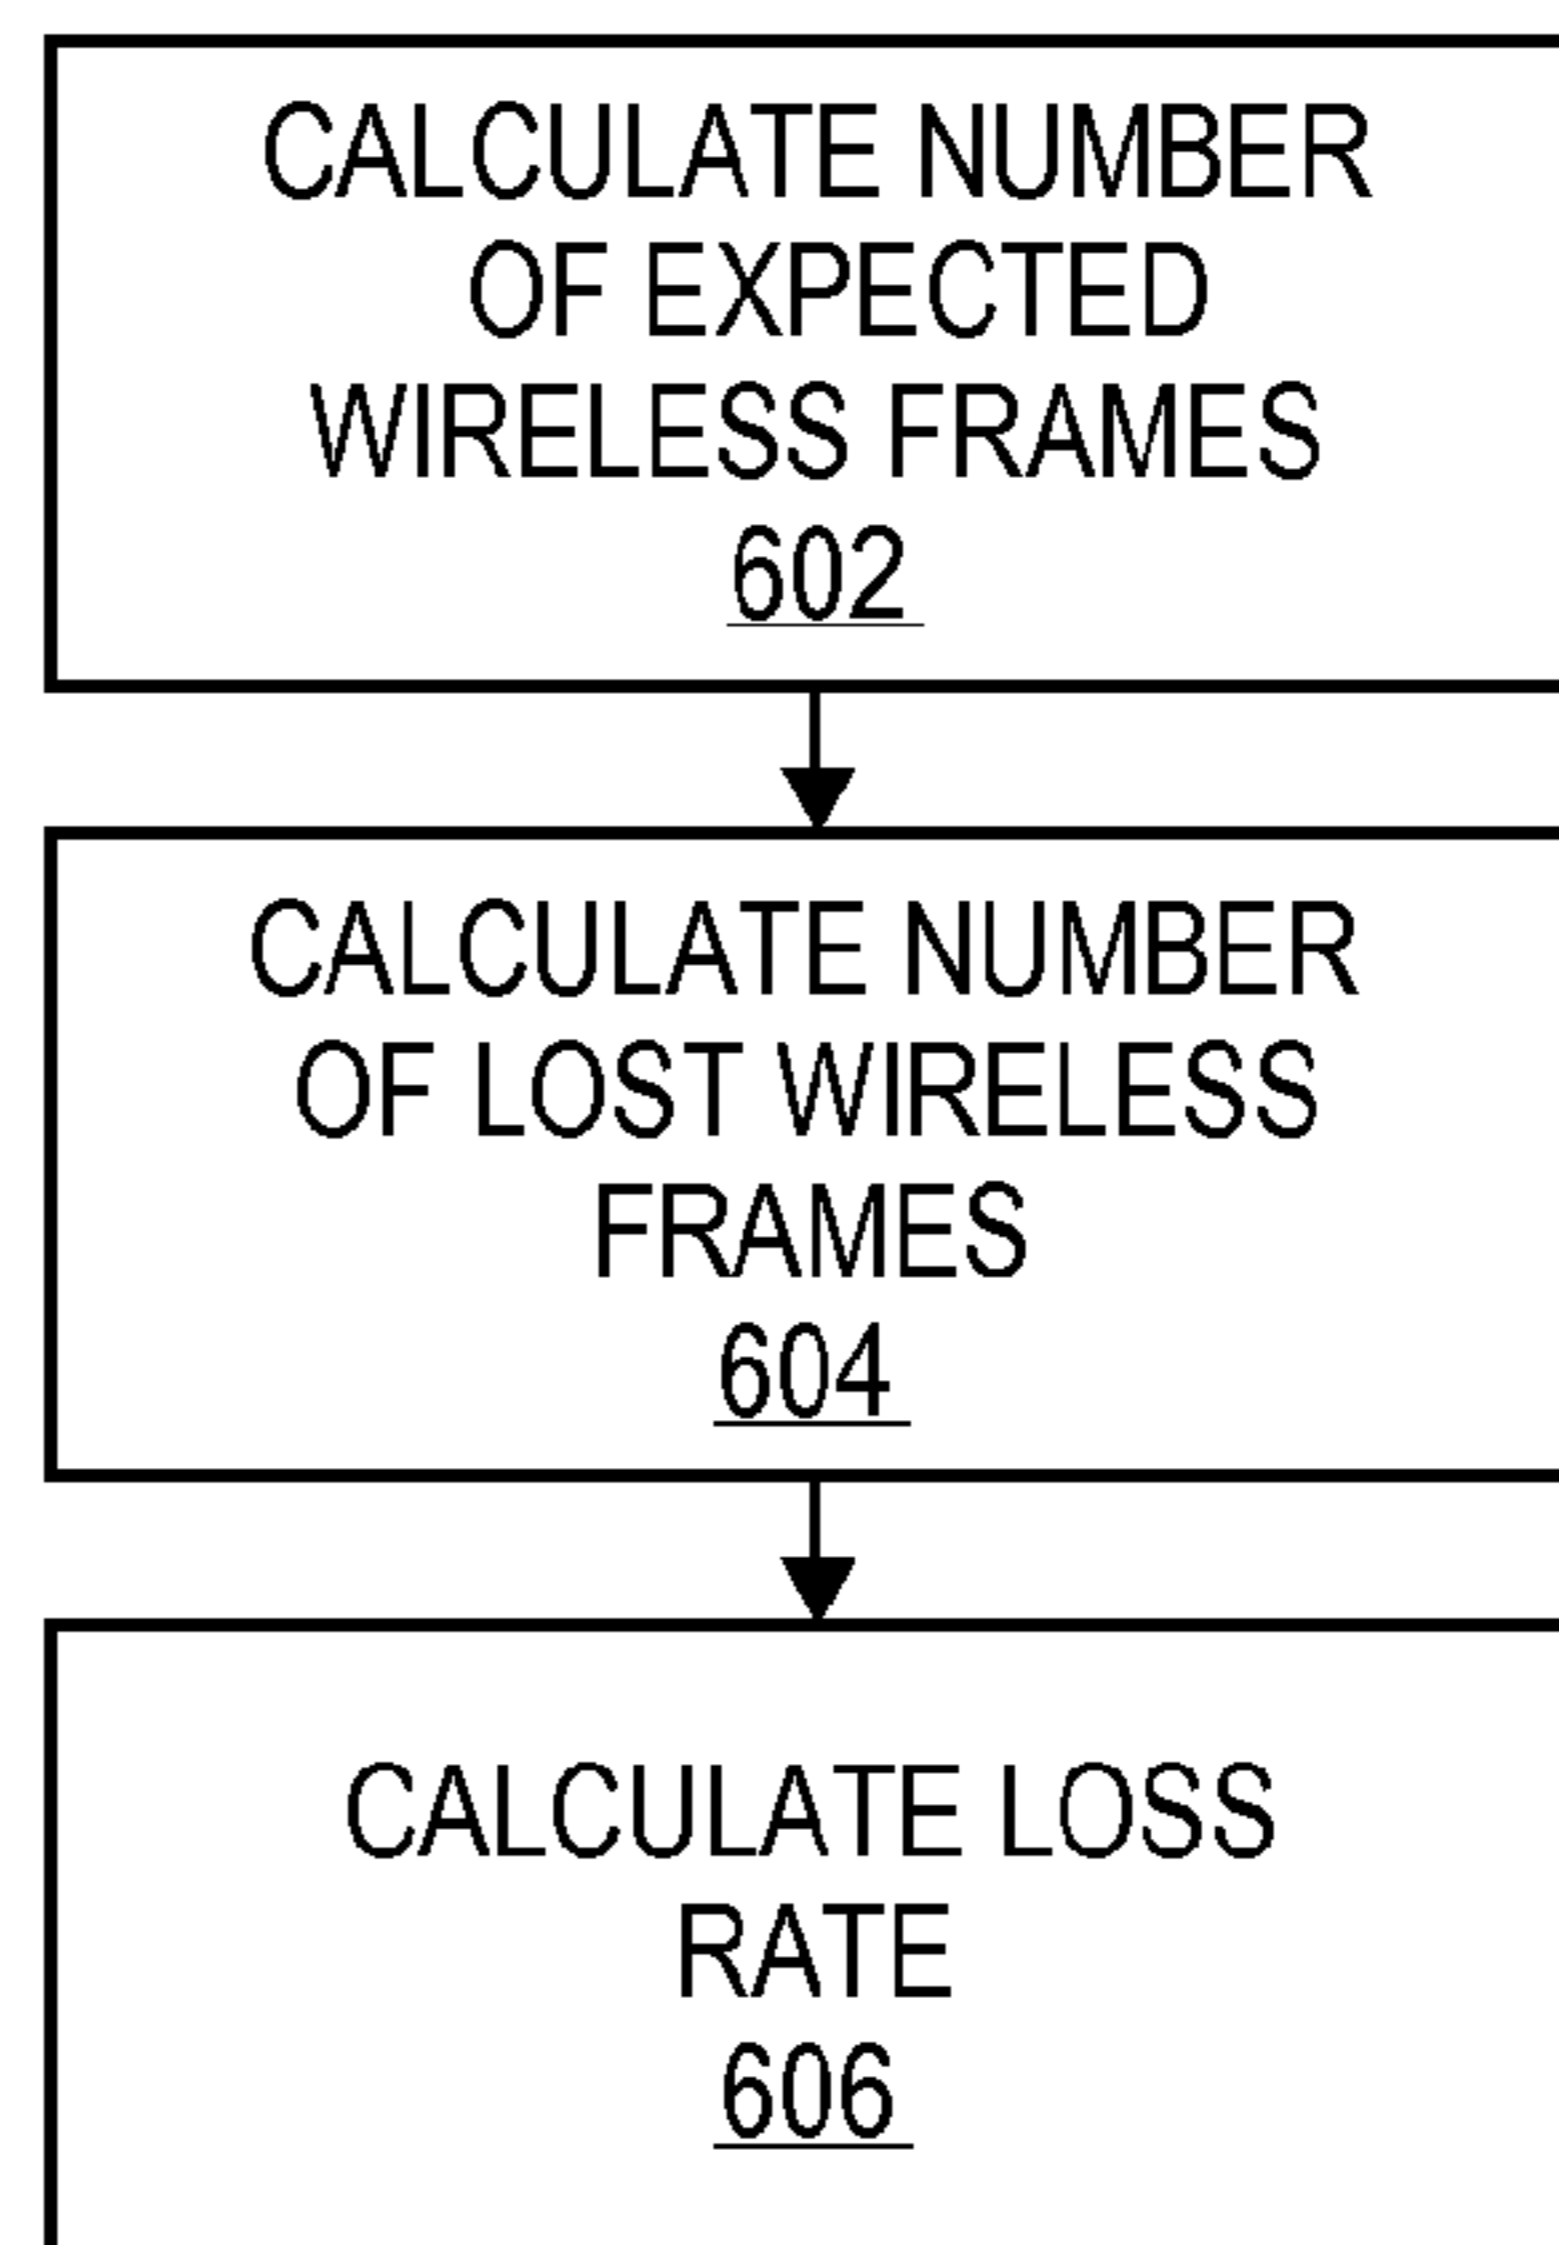 CALCULATE NUMBER
OF EXPECTED
WIRELESS FRAMES
602
CALCULATE NUMBER
OF LOST WIRELESS
FRAMES
604
CALCULATE LOSS
RATE
606